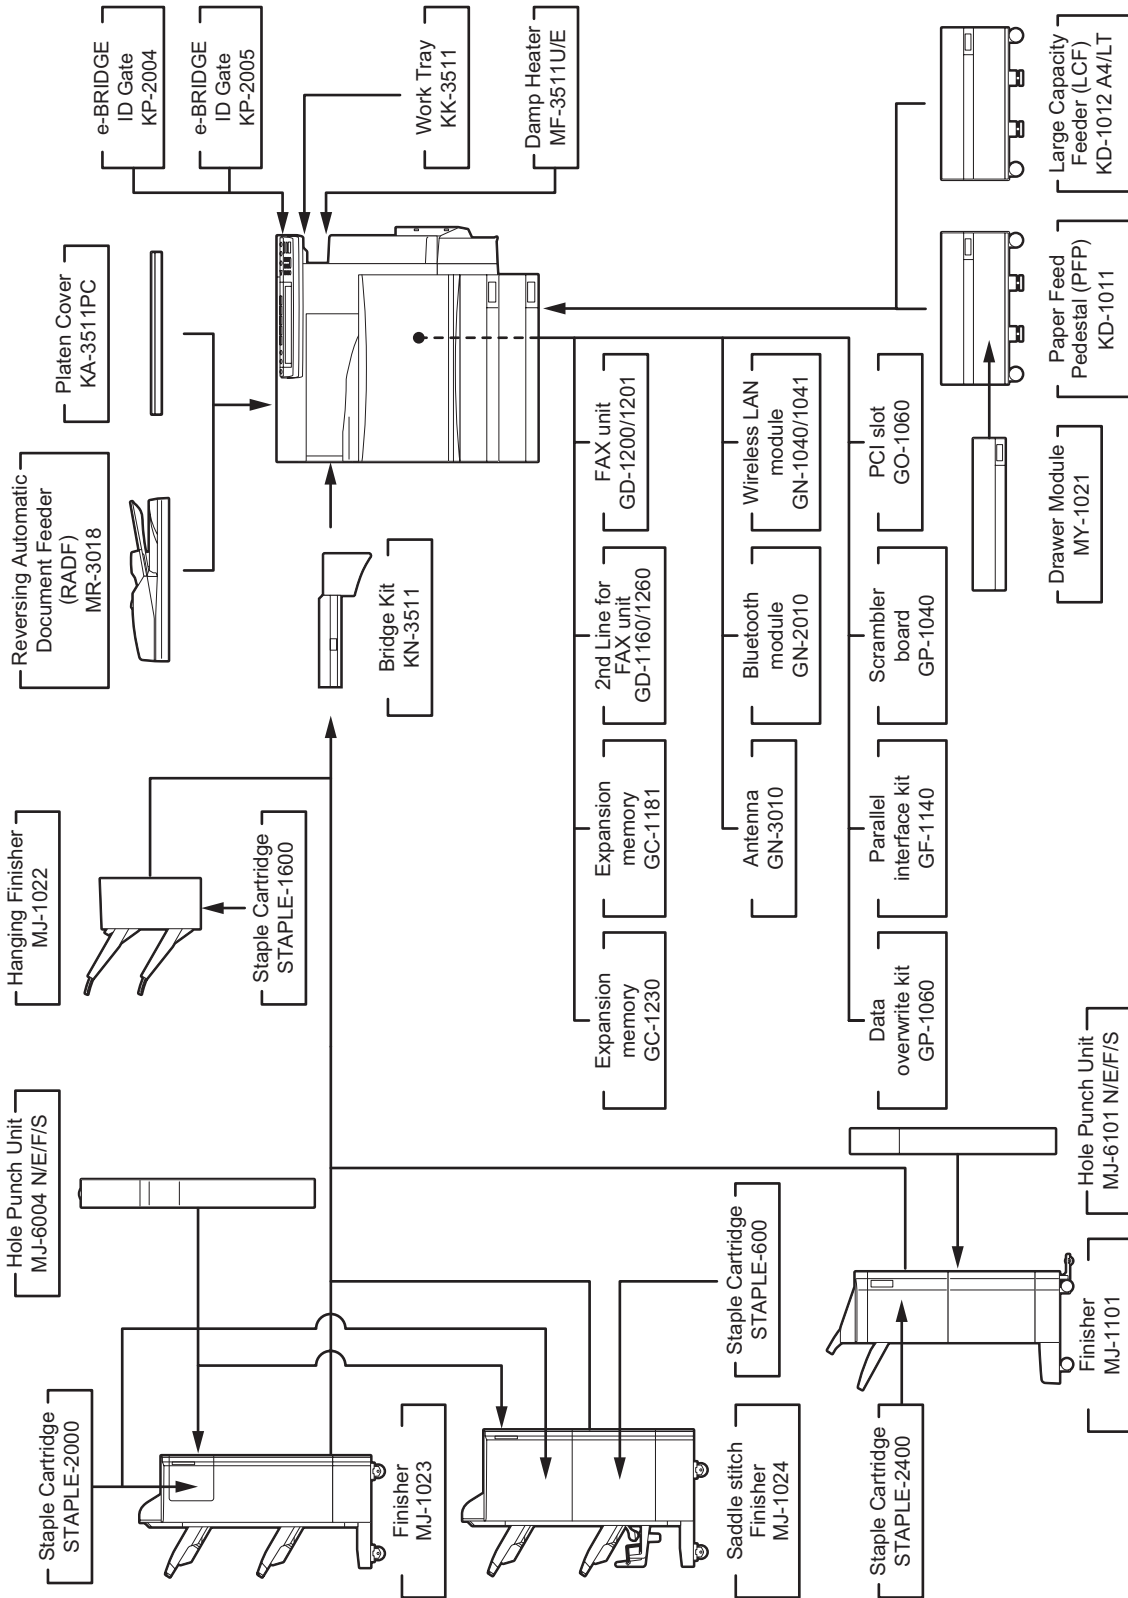 Staple Cartridge
STAPLE-2000
Hole Punch Unit
MJ-6004 N/E/F/S
Hanging Finisher
MJ-1022
Reversing Automatic
Document Feeder
(RADF)
MR-3018
Platen Cover
KA-3511PC
e-BRIDGE
ID Gate
KP-2004
e-BRIDGE
ID Gate
KP-2005
Staple Cartridge
STAPLE-1600
Bridge Kit
KN-3511
Work Tray
KK-3511
Damp Heater
MF-3511U/E
Finisher
MJ-1023
Expansion
memory
GC-1230
Expansion
memory
GC-1181
2nd Line for
FAX unit
GD-1160/1260
FAX unit
GD-1200/1201
Staple Cartridge
STAPLE-600
Antenna
GN-3010
Bluetooth
module
GN-2010
Wireless LAN
module
GN-1040/1041
Saddle stitch
Finisher
MJ-1024
Data
overwrite kit
GP-1060
Parallel
interface kit
GF-1140
Scrambler
board
GP-1040
PCI slot
GO-1060
Staple Cartridge
STAPLE-2400
Finisher
MJ-1101
Hole Punch Unit
MJ-6101 N/E/F/S
Drawer Module
MY-1021
Paper Feed
Pedestal (PFP)
KD-1011
Large Capacity
Feeder (LCF)
KD-1012 A4/LT